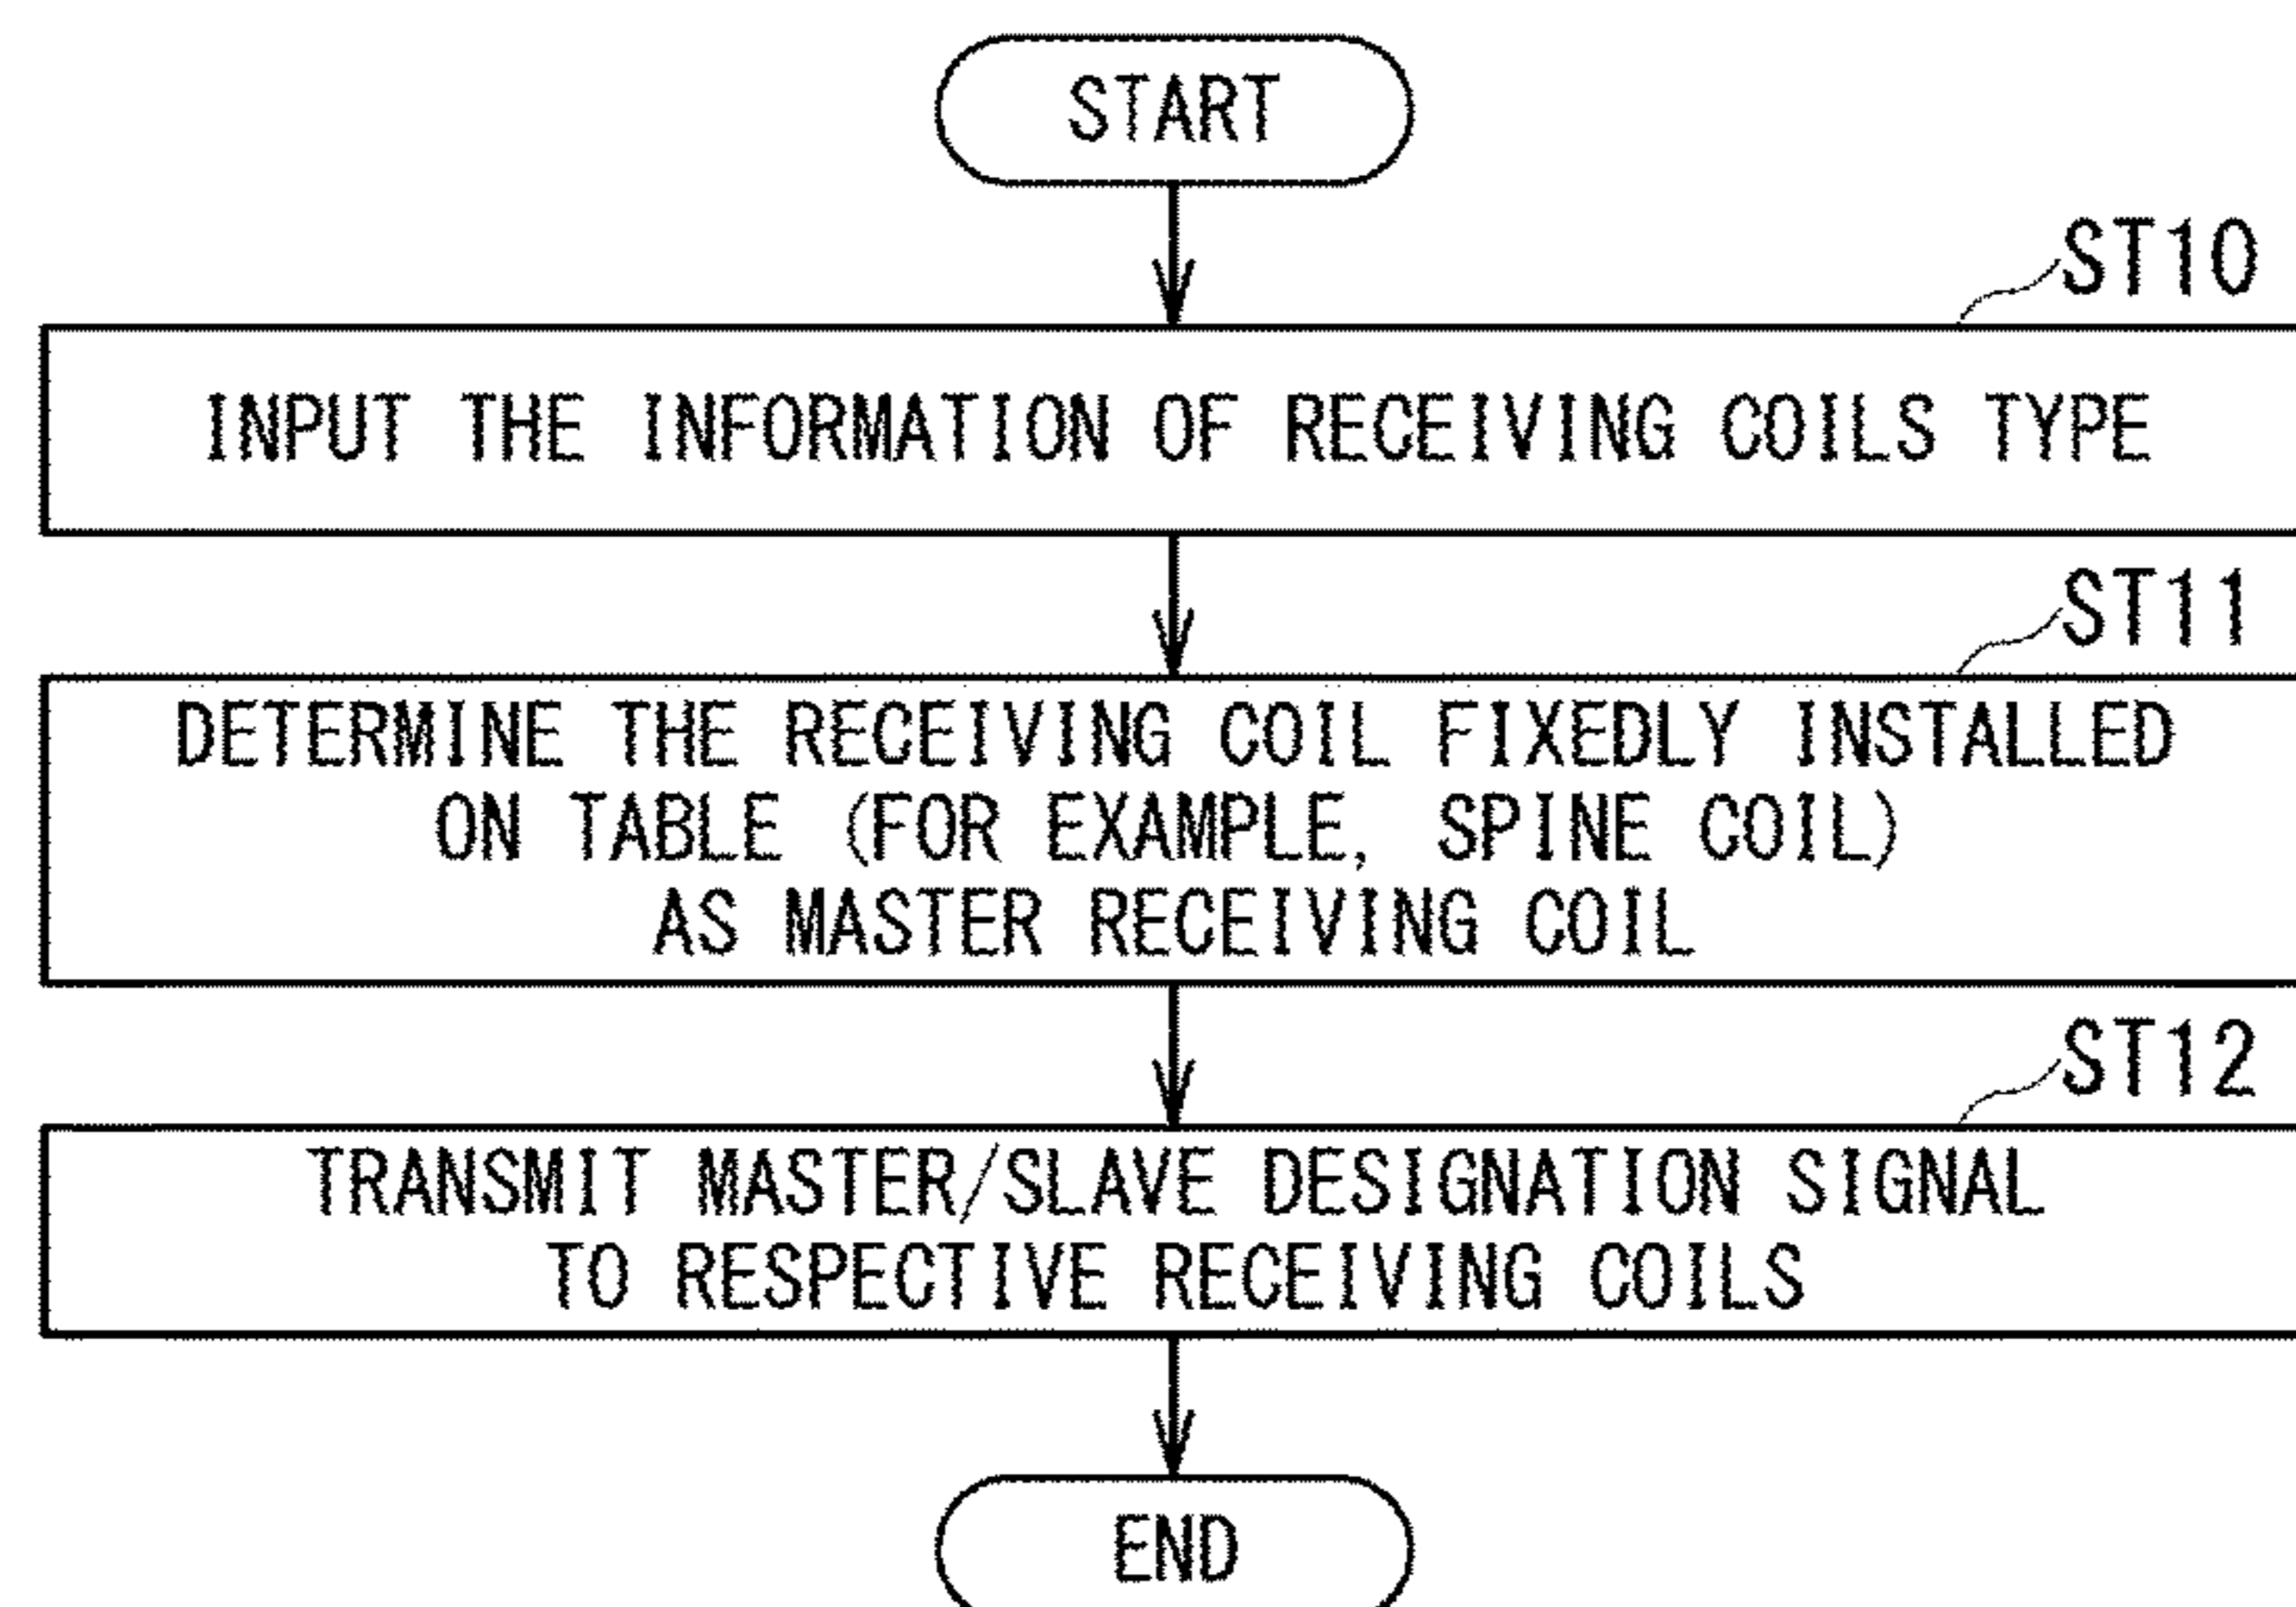 START
ST10
INPUT THE INFORMATION OF RECEIVING COILS TYPE
ST11
DETERMINE THE RECEIVING COIL FIXEDLY INSTALLED
ON TABLE (FOR EXAMPLE, SPINE COIL)
AS MASTER RECEIVING COIL
ST12
TRANSMIT MASTER/SLAVE DESIGNATION SIGNAL
TO RESPECTIVE RECEIVING COILS
END